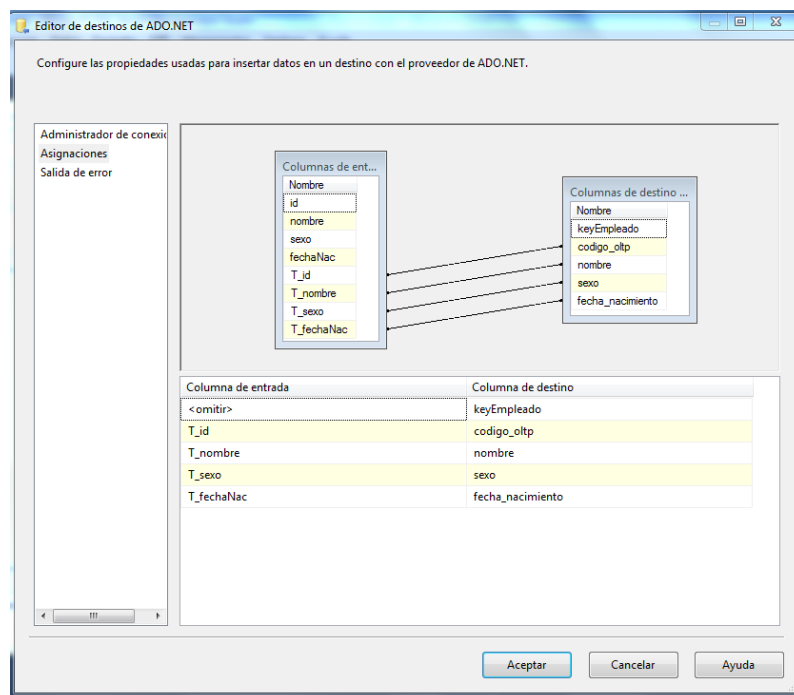 Editor de destinos de ADO.NET
Configure las propiedades usadas para insertar datos en un destino con el proveedor de ADO.NET.
Administrador de conexió
Asignaciones
Salida de error
Columnas de ent...
Nombre
id
nombre
sexo
fechaNac
T_id
T_nombre
T_sexo
T_fechaNac
Columnas de destino ...
Nombre
keyEmpleado
codigo_oltp
nombre
sexo
fecha_nacimiento
Columna de entrada Columna de destino
<omitir> keyEmpleado
T_id codigo_oltp
T_nombre nombre
T_sexo sexo
T_fechaNac fecha_nacimiento
Aceptar Cancelar Ayuda